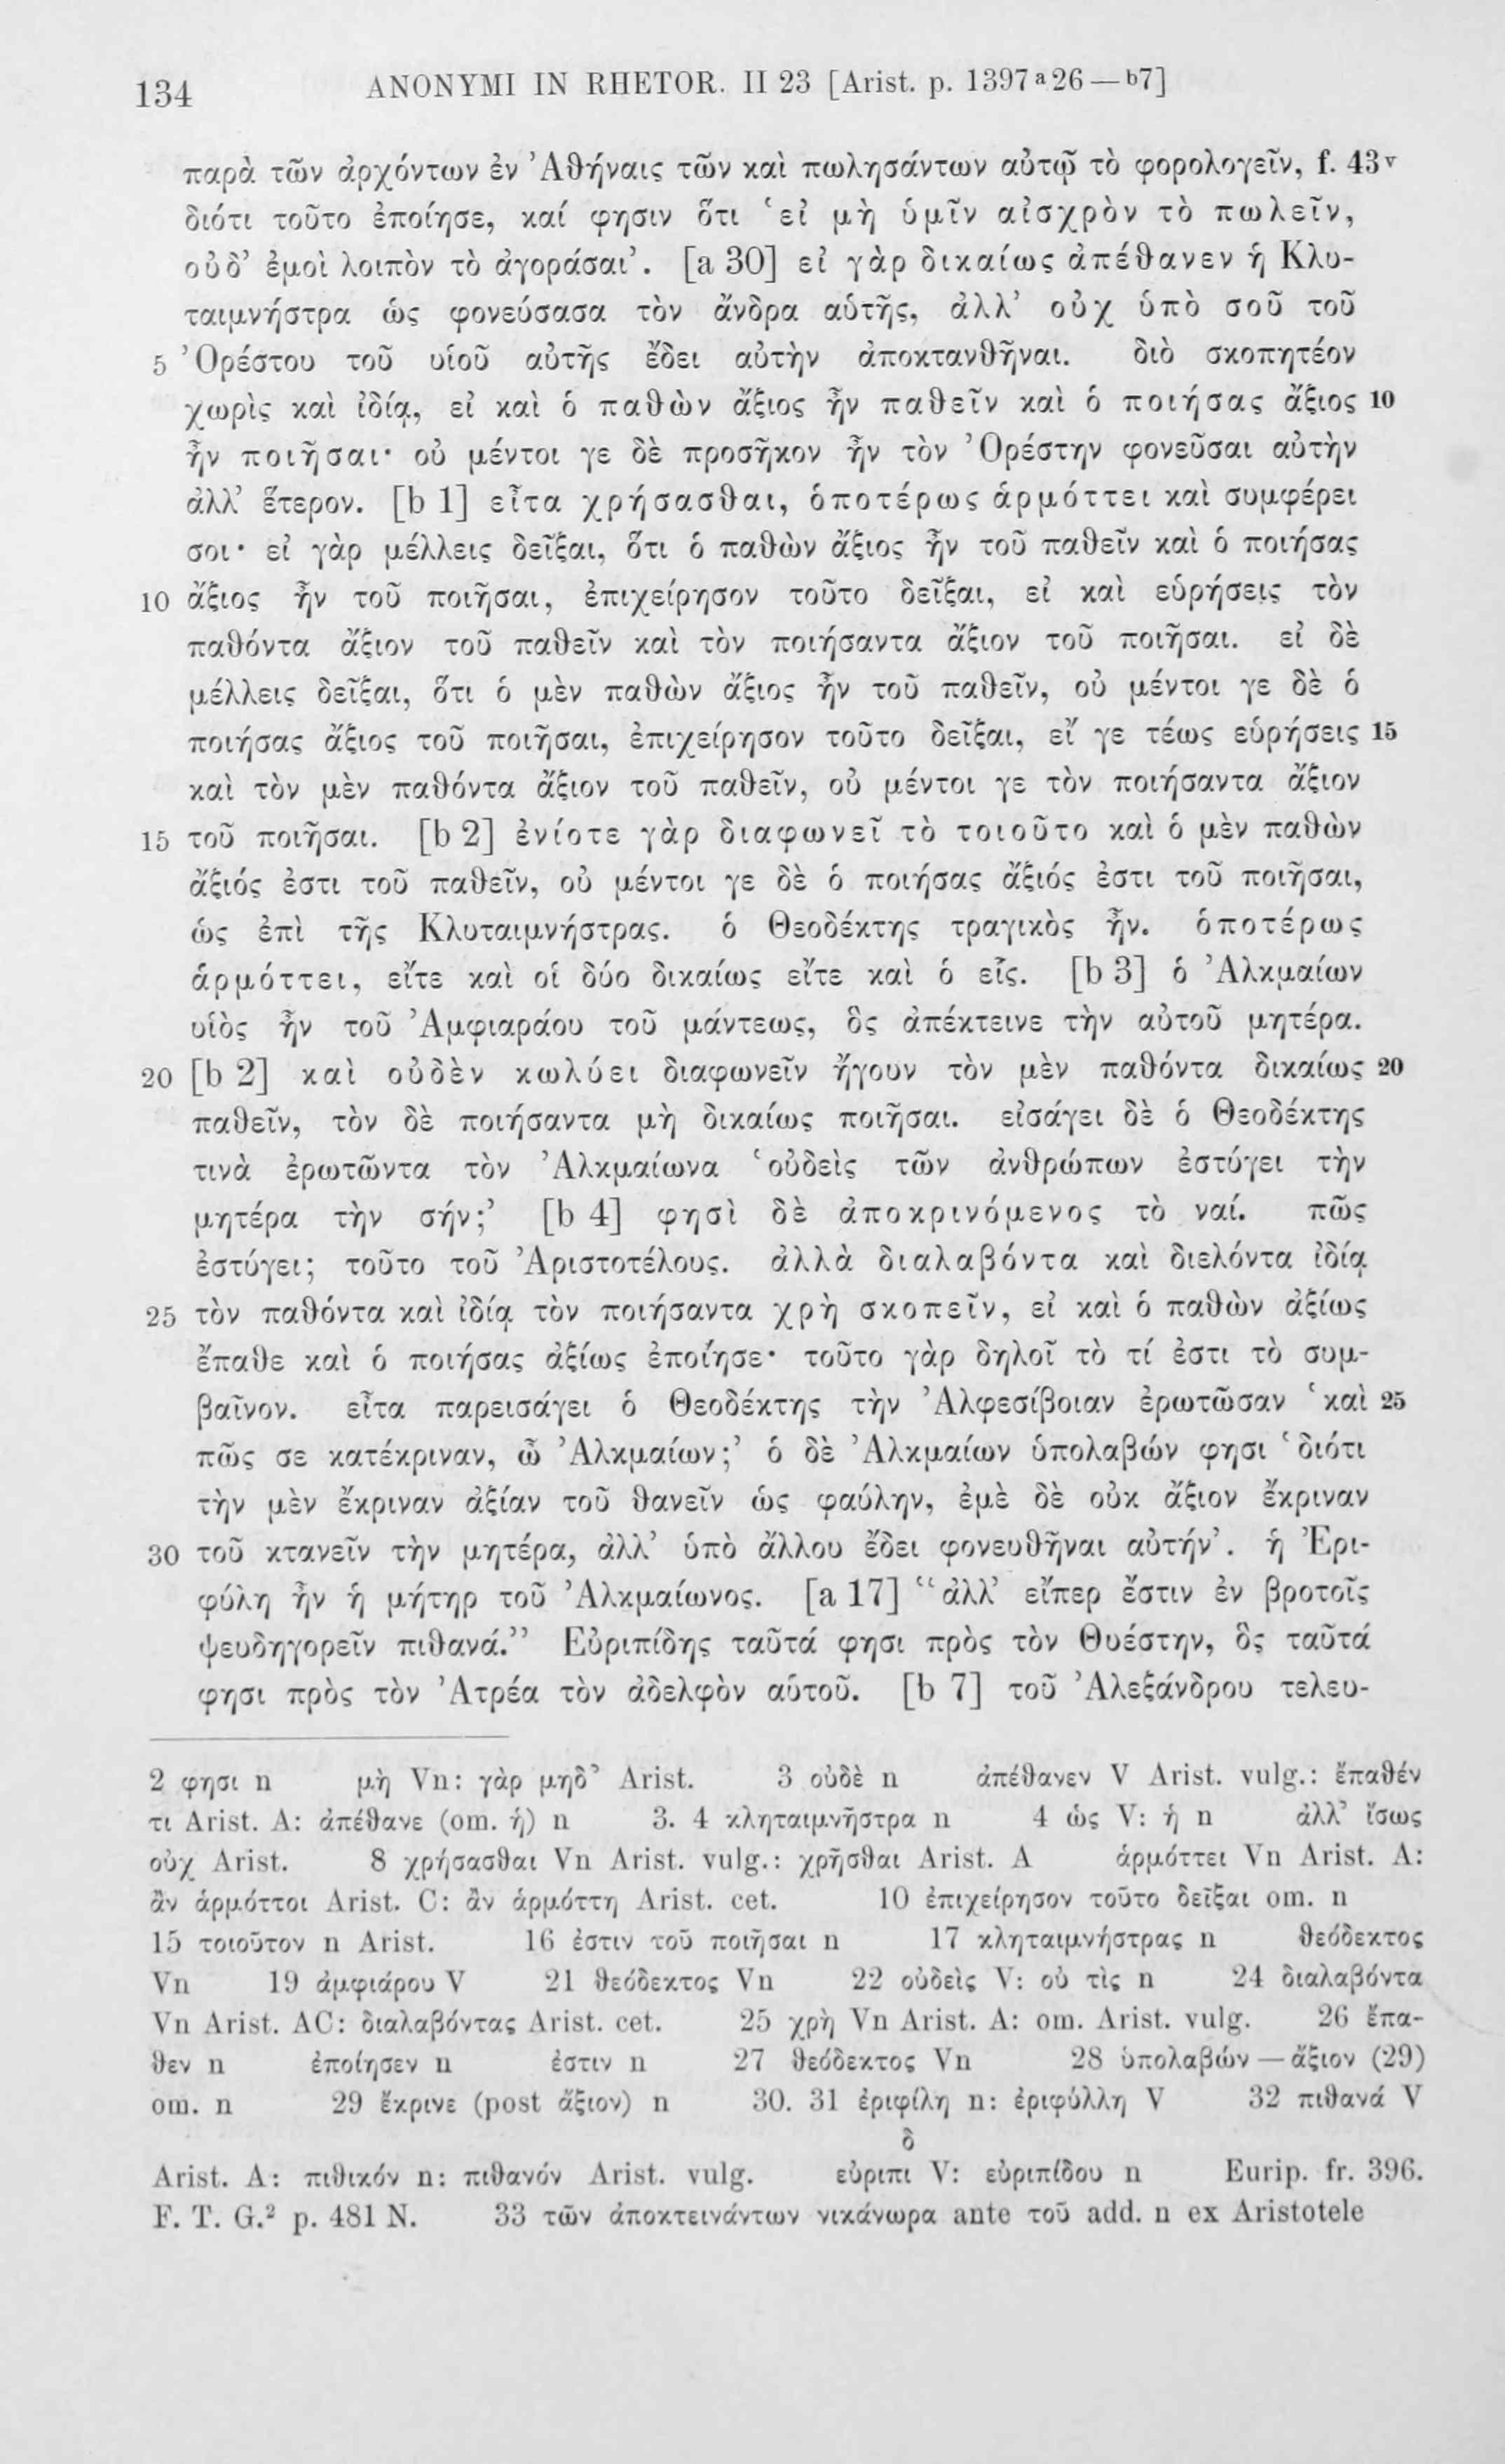 134 ANONYMI IN RHETOR. II 23 [Arist. p. 1397ᵃ26 — ᵇ7]
παρὰ τῶν ἀρχόντων ἐν Ἀθήναις τῶν καὶ πωλησάντων αὐτῷ τὸ φορολογεῖν, f. 43ᵛ
διότι τοῦτο ἐποίησε, καί φησιν ὅτι ‘εἰ μὴ ὑμῖν αἰσχρὸν τὸ πωλεῖν,
οὐδ’ ἐμοὶ λοιπὸν τὸ ἀγοράσαι’. [a 30] εἰ γὰρ δικαίως ἀπέθανεν ἡ Κλυ-
ταιμνήστρα ὡς φονεύσασα τὸν ἄνδρα αὑτῆς, ἀλλ’ οὐχ ὑπὸ σοῦ τοῦ
5 Ὀρέστου τοῦ υἱοῦ αὐτῆς ἔδει αὐτὴν ἀποκτανθῆναι. διὸ σκοπητέον
χωρὶς καὶ ἰδίᾳ, εἰ καὶ ὁ παθὼν ἄξιος ἦν παθεῖν καὶ ὁ ποιήσας ἄξιος 10
ἦν ποιῆσαι· οὐ μέντοι γε δὲ προσῆκον ἦν τὸν Ὀρέστην φονεῦσαι αὐτὴν
ἀλλ’ ἕτερον. [b 1] εἶτα χρήσασθαι, ὁποτέρως ἁρμόττει καὶ συμφέρει
σοι· εἰ γὰρ μέλλεις δεῖξαι, ὅτι ὁ παθὼν ἄξιος ἦν τοῦ παθεῖν καὶ ὁ ποιήσας
10 ἄξιος ἦν τοῦ ποιῆσαι, ἐπιχείρησον τοῦτο δεῖξαι, εἰ καὶ εὑρήσεις τὸν
παθόντα ἄξιον τοῦ παθεῖν καὶ τὸν ποιήσαντα ἄξιον τοῦ ποιῆσαι. εἰ δὲ
μέλλεις δεῖξαι, ὅτι ὁ μὲν παθὼν ἄξιος ἦν τοῦ παθεῖν, οὐ μέντοι γε δὲ ὁ
ποιήσας ἄξιος τοῦ ποιῆσαι, ἐπιχείρησον τοῦτο δεῖξαι, εἴ γε τέως εὑρήσεις 15
καὶ τὸν μὲν παθόντα ἄξιον τοῦ παθεῖν, οὐ μέντοι γε τὸν ποιήσαντα ἄξιον
15 τοῦ ποιῆσαι. [b 2] ἐνίοτε γὰρ διαφωνεῖ τὸ τοιοῦτο καὶ ὁ μὲν παθὼν
ἄξιός ἐστι τοῦ παθεῖν, οὐ μέντοι γε δὲ ὁ ποιήσας ἄξιός ἐστι τοῦ ποιῆσαι,
ὡς ἐπὶ τῆς Κλυταιμνήστρας. ὁ Θεοδέκτης τραγικὸς ἦν. ὁποτέρως
ἁρμόττει, εἴτε καὶ οἱ δύο δικαίως εἴτε καὶ ὁ εἷς. [b 3] ὁ Ἀλκμαίων
υἱὸς ἦν τοῦ Ἀμφιαράου τοῦ μάντεως, ὃς ἀπέκτεινε τὴν αὐτοῦ μητέρα.
20 [b 2] καὶ οὐδὲν κωλύει διαφωνεῖν ἤγουν τὸν μὲν παθόντα δικαίως 20
παθεῖν, τὸν δὲ ποιήσαντα μὴ δικαίως ποιῆσαι. εἰσάγει δὲ ὁ Θεοδέκτης
τινὰ ἐρωτῶντα τὸν Ἀλκμαίωνα ‘οὐδεὶς τῶν ἀνθρώπων ἐστύγει τὴν
μητέρα τὴν σήν;’ [b 4] φησὶ δὲ ἀποκρινόμενος τὸ ναί. πῶς
ἐστύγει; τοῦτο τοῦ Ἀριστοτέλους. ἀλλὰ διαλαβόντα καὶ διελόντα ἰδίᾳ
25 τὸν παθόντα καὶ ἰδίᾳ τὸν ποιήσαντα χρὴ σκοπεῖν, εἰ καὶ ὁ παθὼν ἀξίως
ἔπαθε καὶ ὁ ποιήσας ἀξίως ἐποίησε· τοῦτο γὰρ δηλοῖ τὸ τί ἐστι τὸ συμ-
βαῖνον. εἶτα παρεισάγει ὁ Θεοδέκτης τὴν Ἀλφεσίβοιαν ἐρωτῶσαν ‘καὶ 25
πῶς σε κατέκριναν, ὦ Ἀλκμαίων;’ ὁ δὲ Ἀλκμαίων ὑπολαβών φησι ‘διότι
τὴν μὲν ἔκριναν ἀξίαν τοῦ θανεῖν ὡς φαύλην, ἐμὲ δὲ οὐκ ἄξιον ἔκριναν
30 τοῦ κτανεῖν τὴν μητέρα, ἀλλ’ ὑπὸ ἄλλου ἔδει φονευθῆναι αὐτήν’. ἡ Ἐρι-
φύλη ἦν ἡ μήτηρ τοῦ Ἀλκμαίωνος. [a 17] “ἀλλ’ εἴπερ ἔστιν ἐν βροτοῖς
ψευδηγορεῖν πιθανά.” Εὐριπίδης ταῦτά φησι πρὸς τὸν Θυέστην, ὃς ταῦτά
φησι πρὸς τὸν Ἀτρέα τὸν ἀδελφὸν αὑτοῦ. [b 7] τοῦ Ἀλεξάνδρου τελευ-
2 φησι n μὴ Vn: γὰρ μηδ’ Arist. 3 οὐδὲ n ἀπέθανεν V Arist. vulg.: ἔπαθέν
τι Arist. A: ἀπέθανε (om. ἡ) n 3. 4 κληταιμνῆστρα n 4 ὡς V: ἡ n ἀλλ’ ἴσως
οὐχ Arist. 8 χρήσασθαι Vn Arist. vulg.: χρῆσθαι Arist. A ἁρμόττει Vn Arist. A:
ἂν ἁρμόττοι Arist. C: ἂν ἁρμόττῃ Arist. cet. 10 ἐπιχείρησον τοῦτο δεῖξαι om. n
15 τοιοῦτον n Arist. 16 ἐστιν τοῦ ποιῆσαι n 17 κληταιμνήστρας n θεόδεκτος
Vn 19 ἀμφιάρου V 21 θεόδεκτος Vn 22 οὐδεὶς V: οὐ τὶς n 24 διαλαβόντα
Vn Arist. AC: διαλαβόντας Arist. cet. 25 χρὴ Vn Arist. A: om. Arist. vulg. 26 ἔπα-
θεν n ἐποίησεν n ἐστιν n 27 θεόδεκτος Vn 28 ὑπολαβών — ἄξιον (29)
om. n 29 ἔκρινε (post ἄξιον) n 30. 31 ἐριφίλη n: ἐριφύλλη V 32 πιθανά V
δ
Arist. A: πιθικόν n: πιθανόν Arist. vulg. εὐριπι V: εὐριπίδου n Eurip. fr. 396.
F. T. G.² p. 481 N. 33 τῶν ἀποκτεινάντων νικάνωρα ante τοῦ add. n ex Aristotele